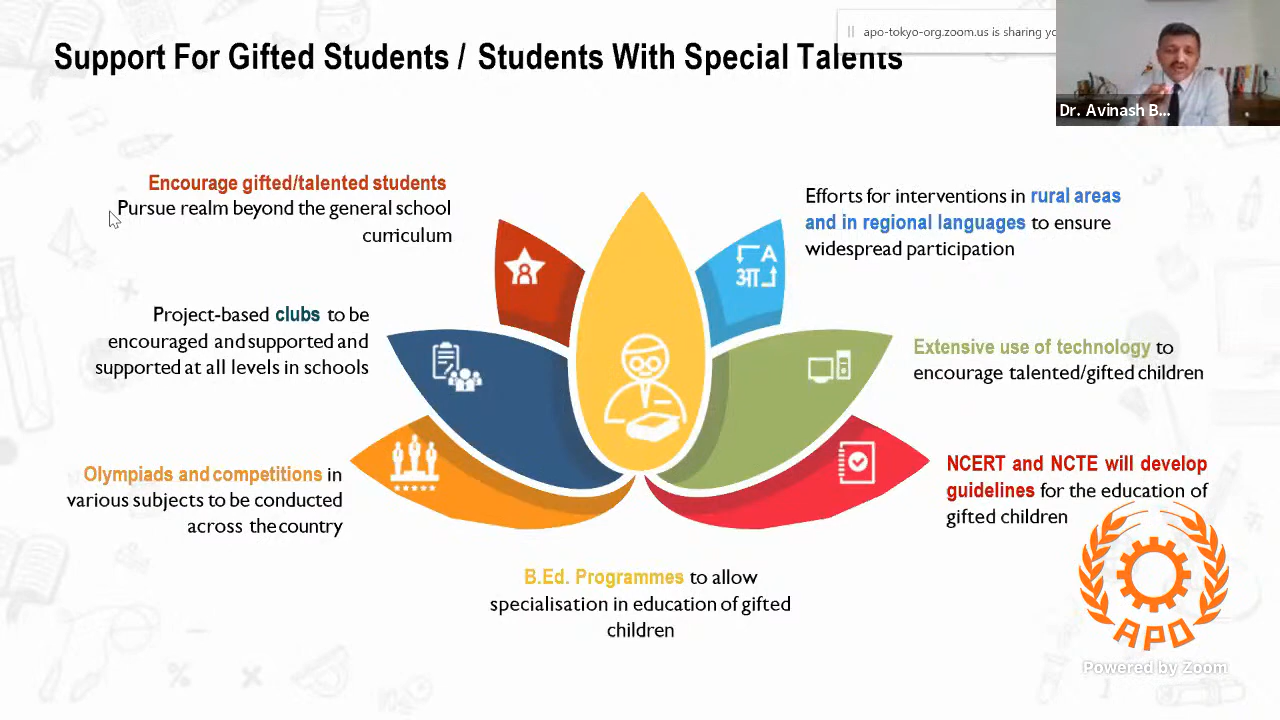 Support For Gifted Students / Students With Special Talents
|| apo-tokyo-org.zoom.us is sharing yo
Dr. Avinash B...
Encourage gifted/talented students
Pursue realm beyond the general school
curriculum
Project-based clubs to be
encouraged and supported and
supported at all levels in schools
Olympiads and competitions in
various subjects to be conducted
across the country
Efforts for interventions in rural areas
and in regional languages to ensure
widespread participation
A
आ
Extensive use of technology to
encourage talented/gifted children
NCERT and NCTE will develop
guidelines for the education of
gifted children
B.Ed. Programmes to allow
specialisation in education of gifted
children
APO
Powered by Zoom